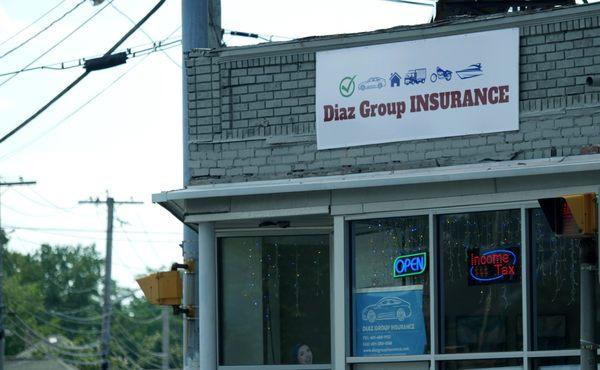 Diaz Group INSURANCE
OPEN
Income
Tax
DIAZ GROUP
INSURANCE